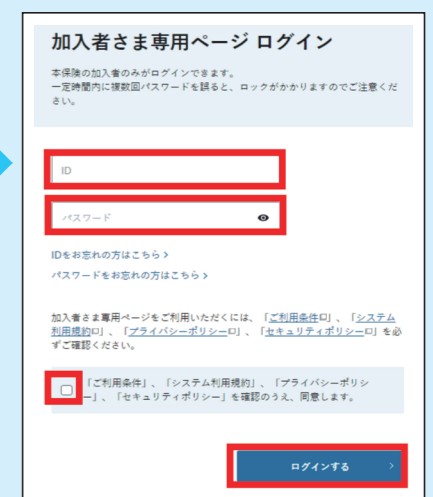 加入者さま専用ページ ログイン
本保険の加入者のみがログインできます。
一定時間内に複数回パスワードを誤ると、ロックがかかりますのでご注意くだ
さい。
ID
パスワード
IDをお忘れの方はこちら
パスワードをお忘れの方はこちら
加入者さま専用ページをご利用いただくには、「ご利用条件」、「システム
利用規約」、「プライバシーポリシー」、「セキュリティポリシー」を必
ずご確認ください。
「ご利用条件」、「システム利用規約」、「プライバシーポリシ
ー」、「セキュリティポリシー」を確認のうえ、同意します。
ログインする